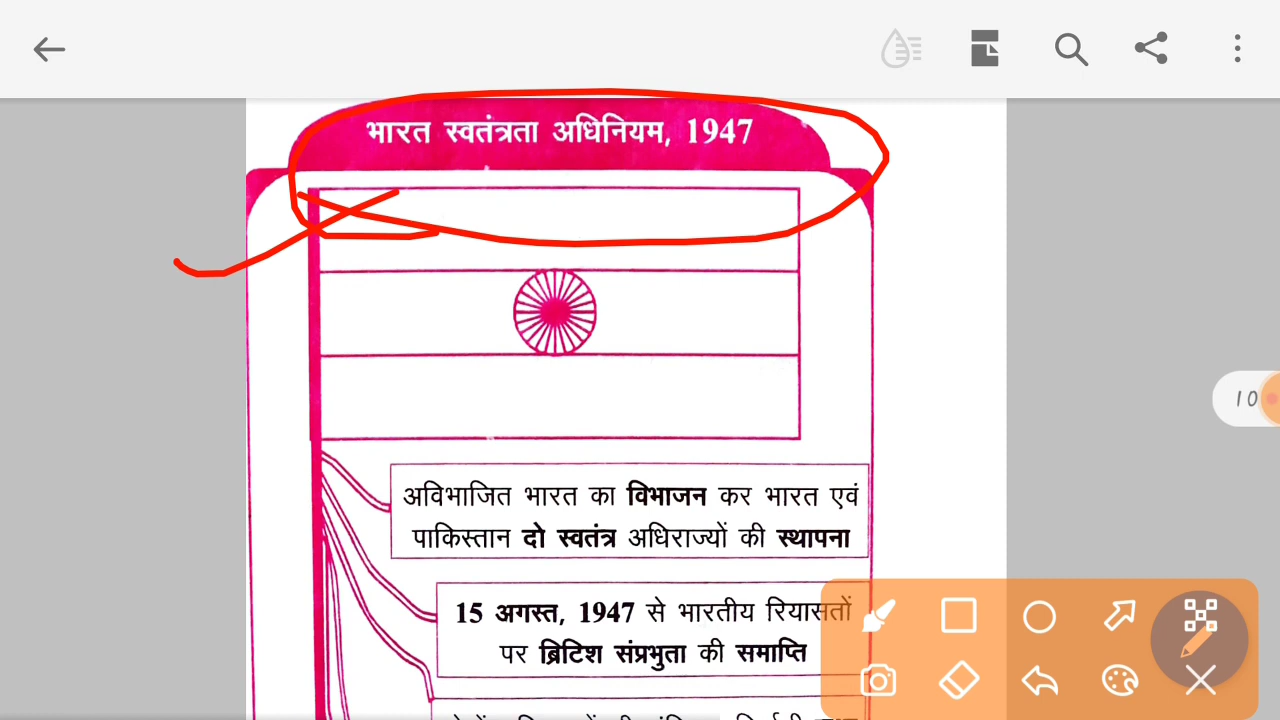 भारत स्वतंत्रता अधिनियम, 1947
अविभाजित भारत का विभाजन कर भारत एवं
पाकिस्तान दो स्वतंत्र अधिराज्यों की स्थापना
10
15 अगस्त, 1947 से भारतीय रियासतों
पर ब्रिटिश संप्रभुता की समाप्ति